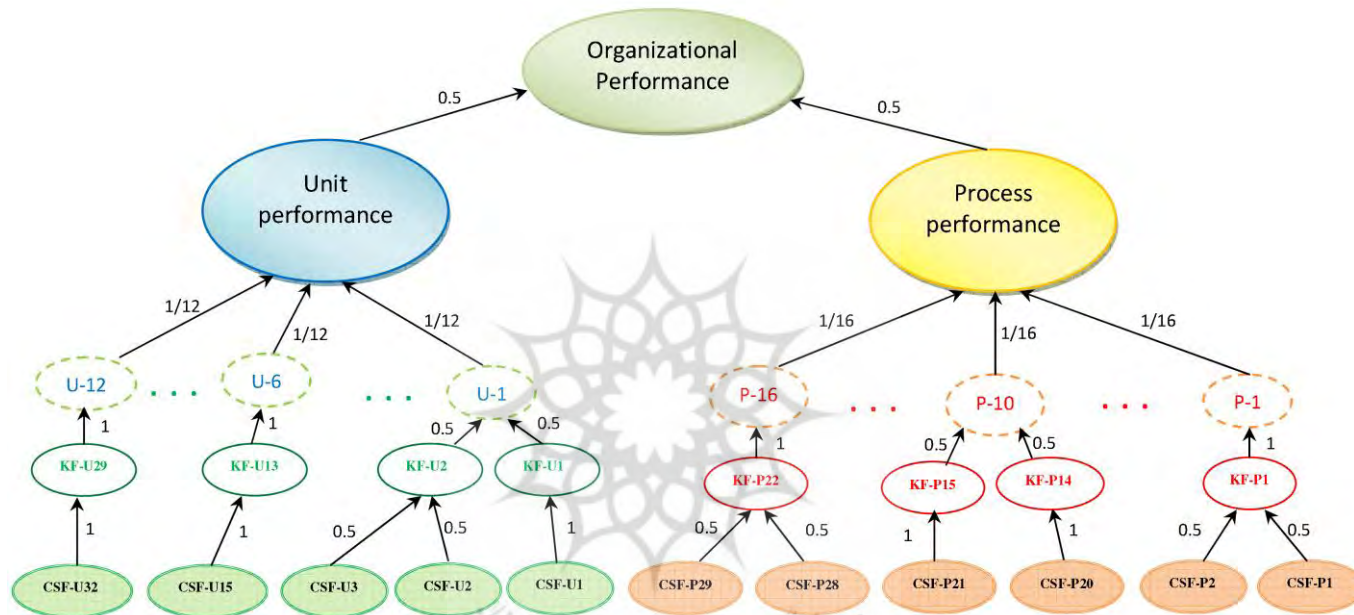 Organizational
Performance
0.5
0.5
Unit
performance
Process
performance
1/12
1/12
1/12
1/16
1/16
1/16
U-12
. . .
U-6
. . .
U-1
P-16
. . .
P-10
. . .
P-1
1
1
0.5
0.5
1
0.5
0.5
1
KF-U29
KF-U13
KF-U2
KF-U1
KF-P22
KF-P15
KF-P14
KF-P1
1
1
0.5
0.5
1
0.5
0.5
1
1
0.5
0.5
CSF-U32
CSF-U15
CSF-U3
CSF-U2
CSF-U1
CSF-P29
CSF-P28
CSF-P21
CSF-P20
CSF-P2
CSF-P1